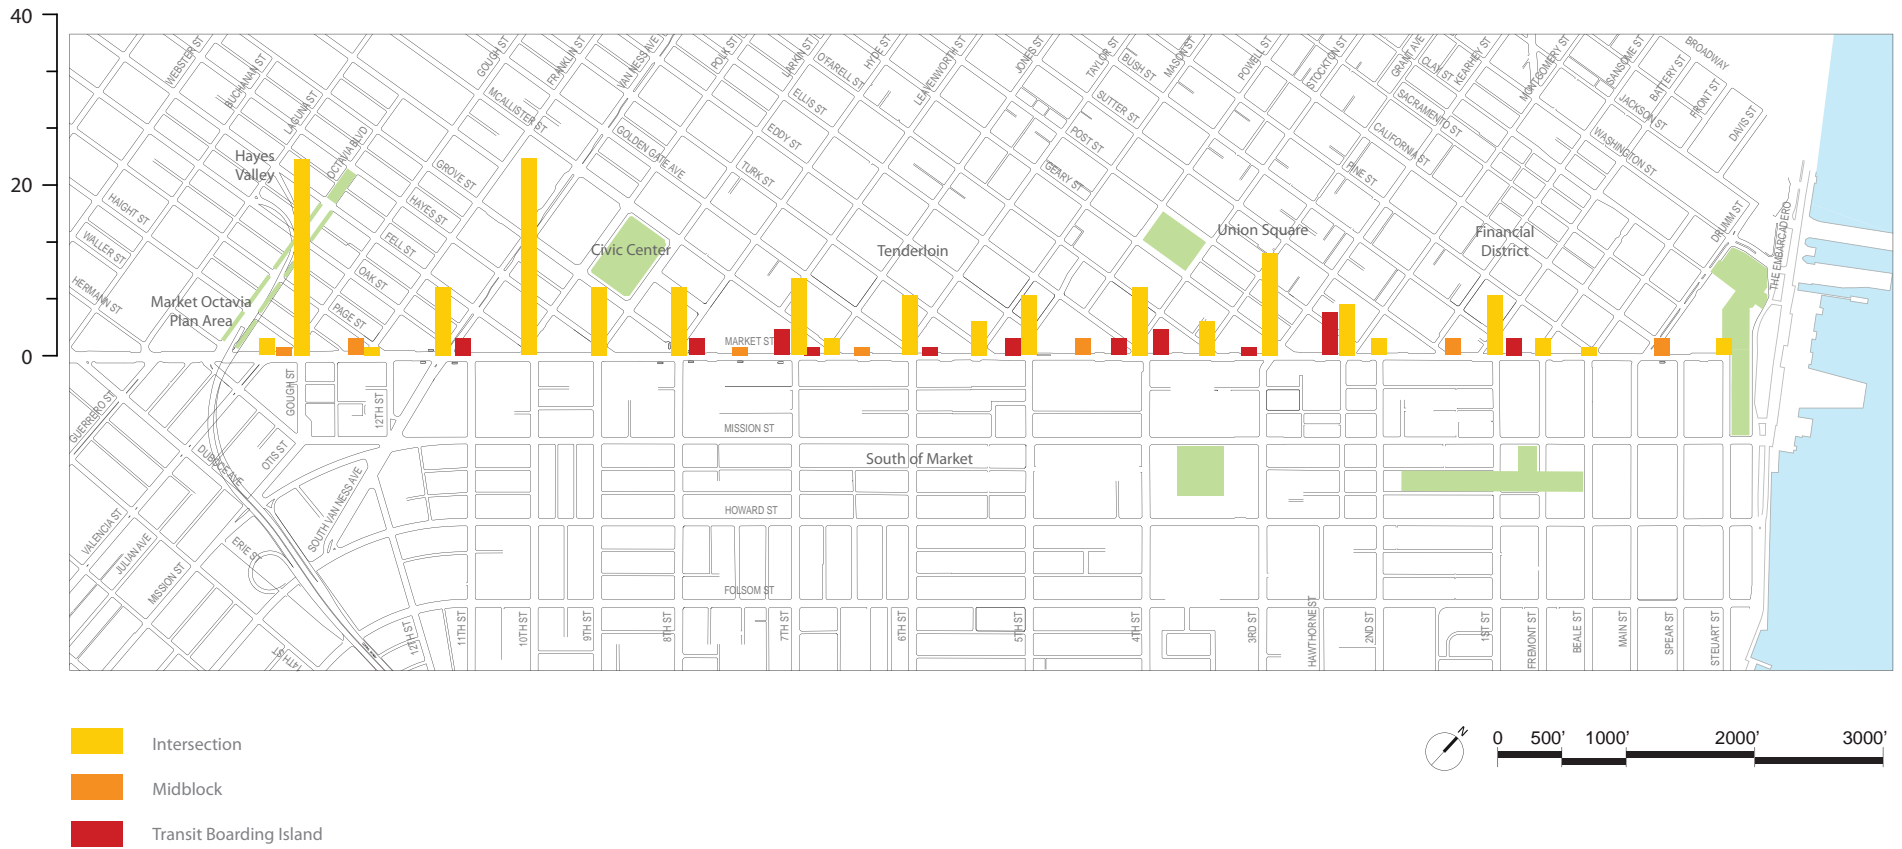 40
20
0
WEBSTER ST
BUCHANAN ST
LAGUNA ST
OCTAVIA BLVD
GOUGH ST
FRANKLIN ST
VAN NESS AVE
POLK ST
LARKIN ST
O'FARELL ST
HYDE ST
LEAVENWORTH ST
JONES ST
TAYLOR ST
BUSH ST
MASON ST
POWELL ST
STOCKTON ST
GRANT AVE
CLAY ST
KEARNEY ST
MONTGOMERY ST
SANSOME ST
BATTERY ST
BROADWAY
FRONT ST
DAVIS ST
MCALLISTER ST
ELLIS ST
SUTTER ST
SACRAMENTO ST
JACKSON ST
GOLDEN GATE AVE
EDDY ST
POST ST
CALIFORNIA ST
WASHINGTON ST
Hayes
Valley
GROVE ST
TURK ST
GEARY ST
PINE ST
HAIGHT ST
HAYES ST
DRUMM ST
THE EMBARCADERO
WALLER ST
FELL ST
Civic Center
Tenderloin
Union Square
Financial
District
HERMANN ST
OAK ST
Market Octavia
Plan Area
PAGE ST
MARKET ST
GOUGH ST
12TH ST
GUERRERO ST
MISSION ST
OTIS ST
DUBOCE AVE
South of Market
SOUTH VAN NESS AVE
HOWARD ST
VALENCIA ST
JULIAN AVE
ERIE ST
MISSION ST
FOLSOM ST
12TH ST
14TH ST
11TH ST
10TH ST
9TH ST
8TH ST
7TH ST
6TH ST
5TH ST
4TH ST
3RD ST
HAWTHORNE ST
2ND ST
1ST ST
FREMONT ST
BEALE ST
MAIN ST
SPEAR ST
STEUART ST
Intersection
Midblock
Transit Boarding Island
N
0 500' 1000' 2000' 3000'